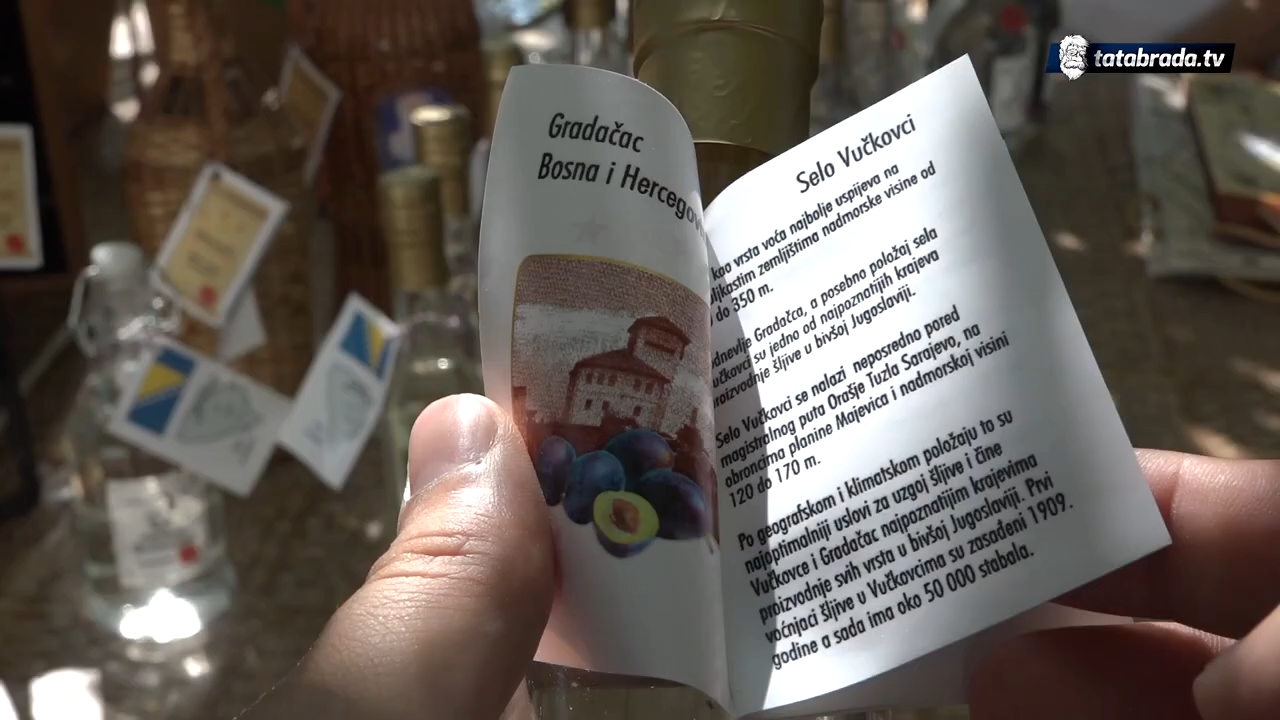 tatabrada.tv
Gradačac
Bosna i Hercegov
Selo Vučkovci
kao vrsta voća najbolje uspijeva na
zemljištima nadmorske visine od
do 350 m.
Gradačca, a posebno položaj sela
su jedno od najpoznatijih krajeva
šljive u bivšoj Jugoslaviji.
Selo Vučkovci se nalazi neposredno pored
magistralnog puta Orašje Tuzla Sarajevo, na
obroncima planine Majevica i nadmorskoj visini
120 do 170 m.
Po geografskom i klimatskom položaju to su
najoptimalniji uslovi za uzgoj šljive i čine
Vučkovce i Gradačac najpoznatijim krajevima
proizvodnje svih vrsta u bivšoj Jugoslaviji. Prvi
voćnjaci šljive u Vučkovcima su zasađeni 1909.
godine a sada ima oko 50 000 stabala.